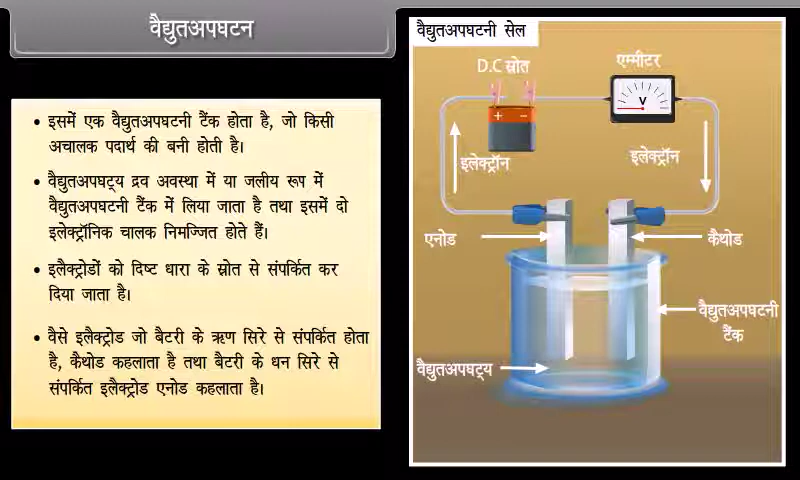 वैद्युतअपघटन
• इसमें एक वैद्युतअपघटनी टैंक होता है, जो किसी
अचालक पदार्थ की बनी होती है।
• वैद्युतअपघट्य द्रव अवस्था में या जलीय रूप में
वैद्युतअपघटनी टैंक में लिया जाता है तथा इसमें दो
इलेक्ट्रॉनिक चालक निमज्जित होते हैं।
• इलैक्ट्रोडों को दिष्ट धारा के स्रोत से संपर्कित कर
दिया जाता है।
• वैसे इलैक्ट्रोड जो बैटरी के ऋण सिरे से संपर्कित होता
है, कैथोड कहलाता है तथा बैटरी के धन सिरे से
संपर्कित इलैक्ट्रोड एनोड कहलाता है।
वैद्युतअपघटनी सेल
D.C स्रोत
एम्मीटर
+ −
V
इलेक्ट्रॉन
इलेक्ट्रॉन
एनोड
कैथोड
वैद्युतअपघटनी
टैंक
वैद्युतअपघट्य